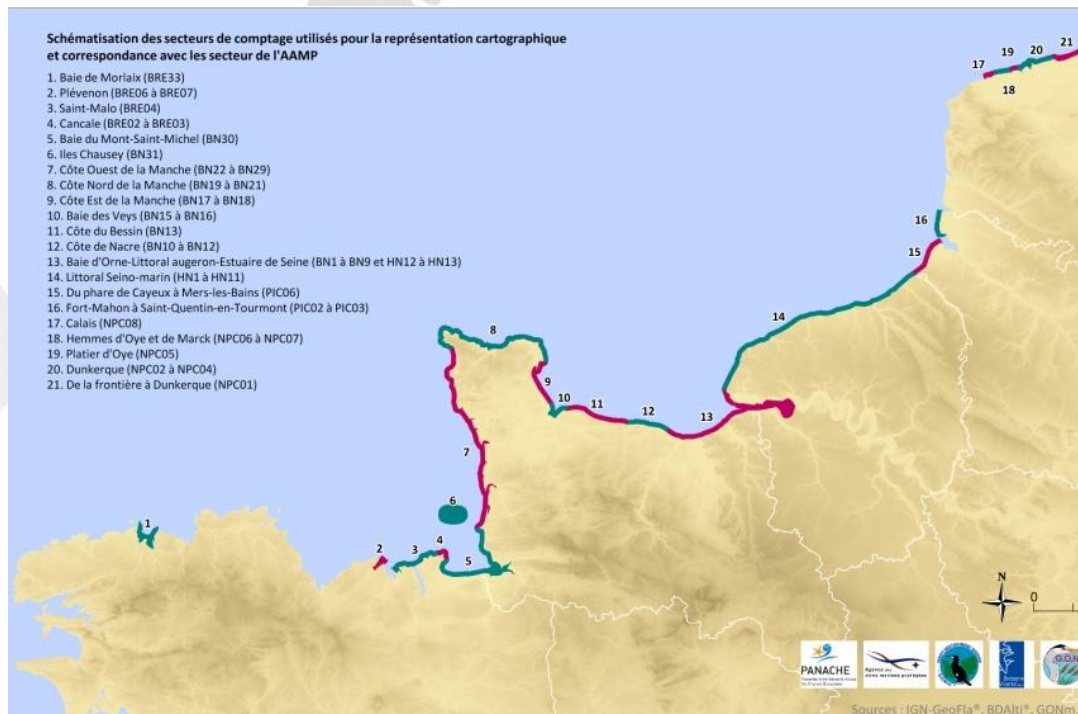 Schématisation des secteurs de comptage utilisés pour la représentation cartographique
et correspondance avec les secteur de l'AAMP
1. Baie de Morlaix (BRE33)
2. Plévenon (BRE06 à BRE07)
3. Saint-Malo (BRE04)
4. Cancale (BRE02 à BRE03)
5. Baie du Mont-Saint-Michel (BN30)
6. Iles Chausey (BN31)
7. Côte Ouest de la Manche (BN22 à BN29)
8. Côte Nord de la Manche (BN19 à BN21)
9. Côte Est de la Manche (BN17 à BN18)
10. Baie des Veys (BN15 à BN16)
11. Côte du Bessin (BN13)
12. Côte de Nacre (BN10 à BN12)
13. Baie d'Orne-Littoral augeron-Estuaire de Seine (BN1 à BN9 et HN12 à HN13)
14. Littoral Seino-marin (HN1 à HN11)
15. Du phare de Cayeux à Mers-les-Bains (PIC06)
16. Fort-Mahon à Saint-Quentin-en-Tourmont (PIC02 à PIC03)
17. Calais (NPC08)
18. Hemmes d'Oye et de Marck (NPC06 à NPC07)
19. Platier d'Oye (NPC05)
20. Dunkerque (NPC02 à NPC04)
21. De la frontière à Dunkerque (NPC01)
17
19
20
21
18
16
15
14
8
9
10
11
12
13
7
6
1
2
3
4
5
N
0
PANACHE
Agence des
aires marines protégées
Bretagne
G.O.N
Sources : IGN-GeoFla®, BDAlti®, GONm,